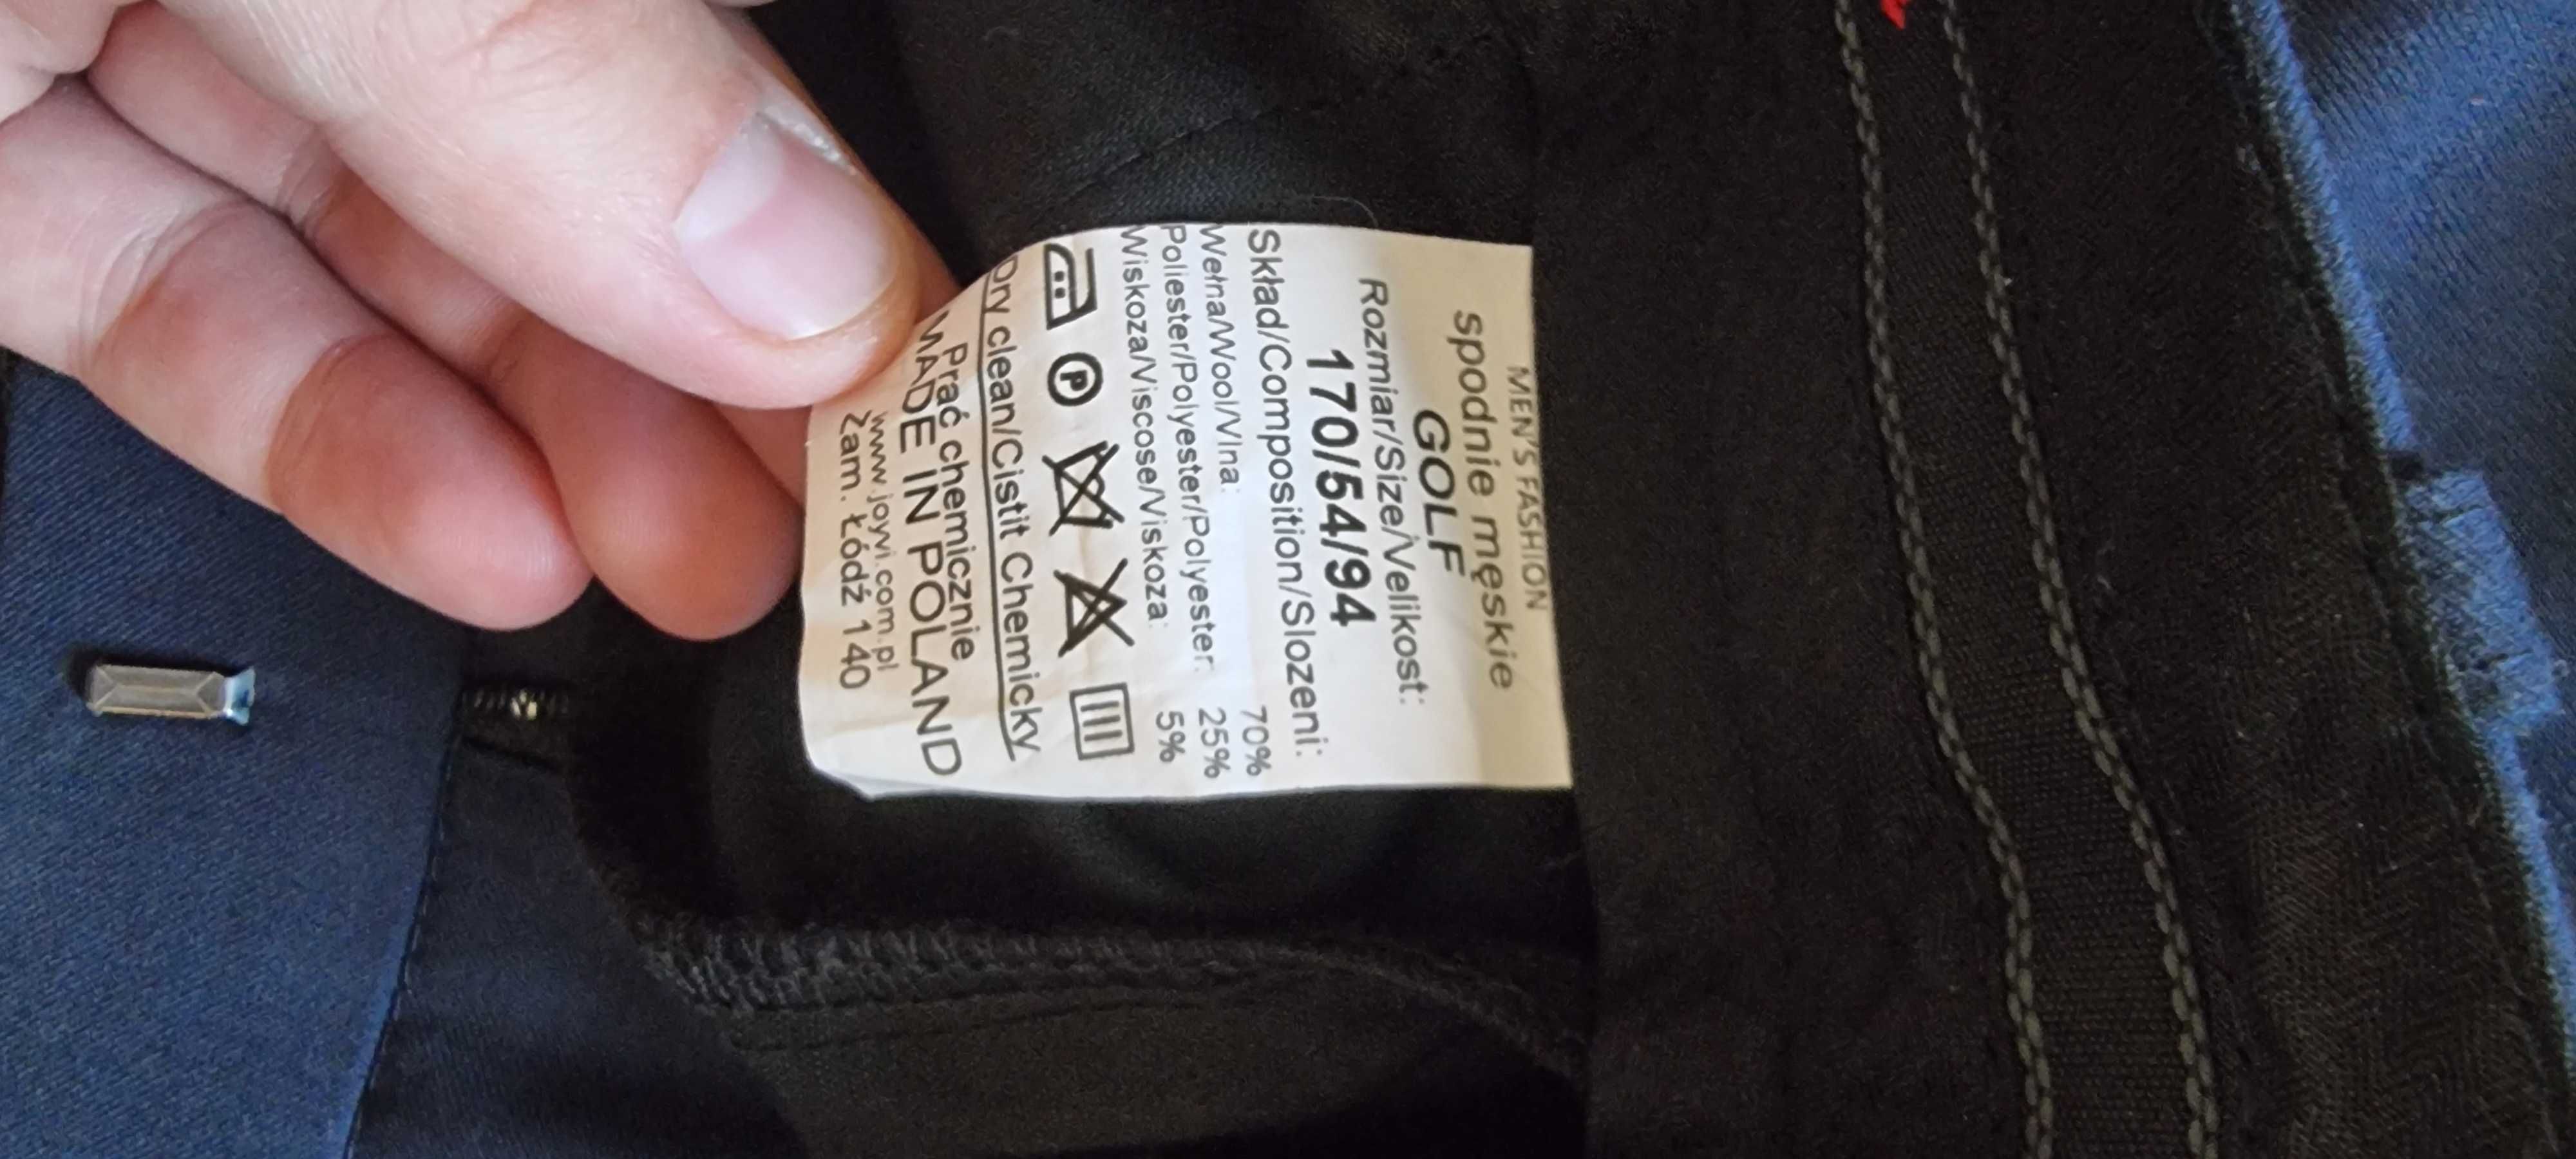 MEN'S FASHION
spodnie męskie
GOLF
Rozmiar/Size/Velikost:
170/54/94
Skład/Composition/Slozeni:
Wełna/Wool/Vlna: 70%
Poliester/Polyester/Polyester: 25%
Wiskoza/Viscose/Viskoza: 5%
P
Dry clean/Cistit Chemicky
Prać chemicznie
MADE IN POLAND
www.joyvi.com.pl
Zam. Łódź 140